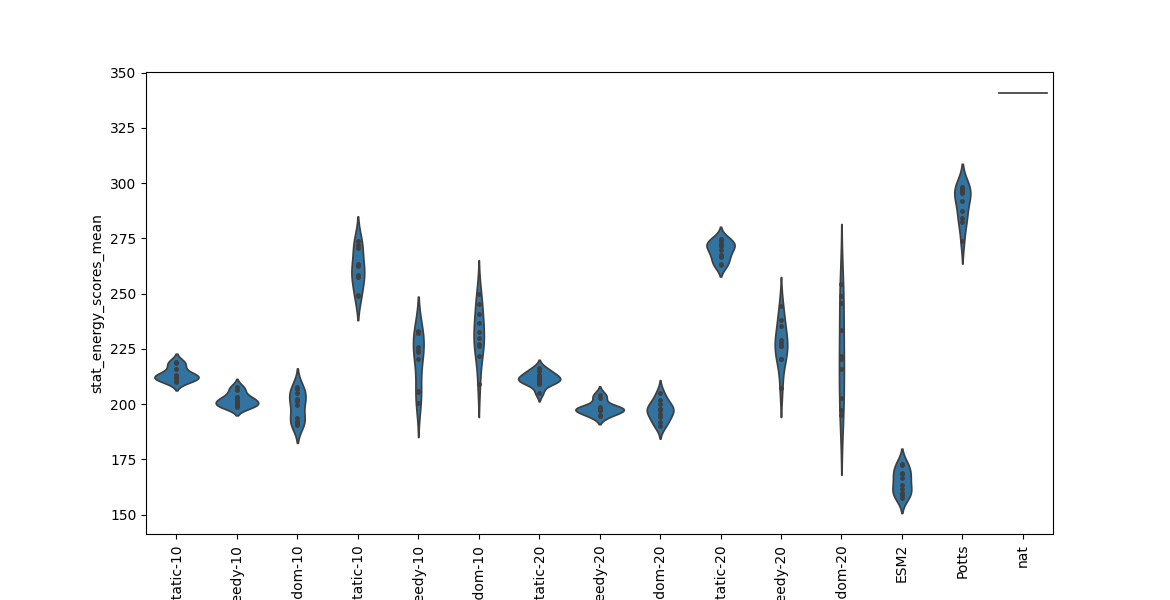 350
325
300
275
250
225
200
175
150
stat_energy_scores_mean
tatic-10
eedy-10
dom-10
tatic-10
eedy-10
dom-10
tatic-20
eedy-20
dom-20
tatic-20
eedy-20
dom-20
ESM2
Potts
nat